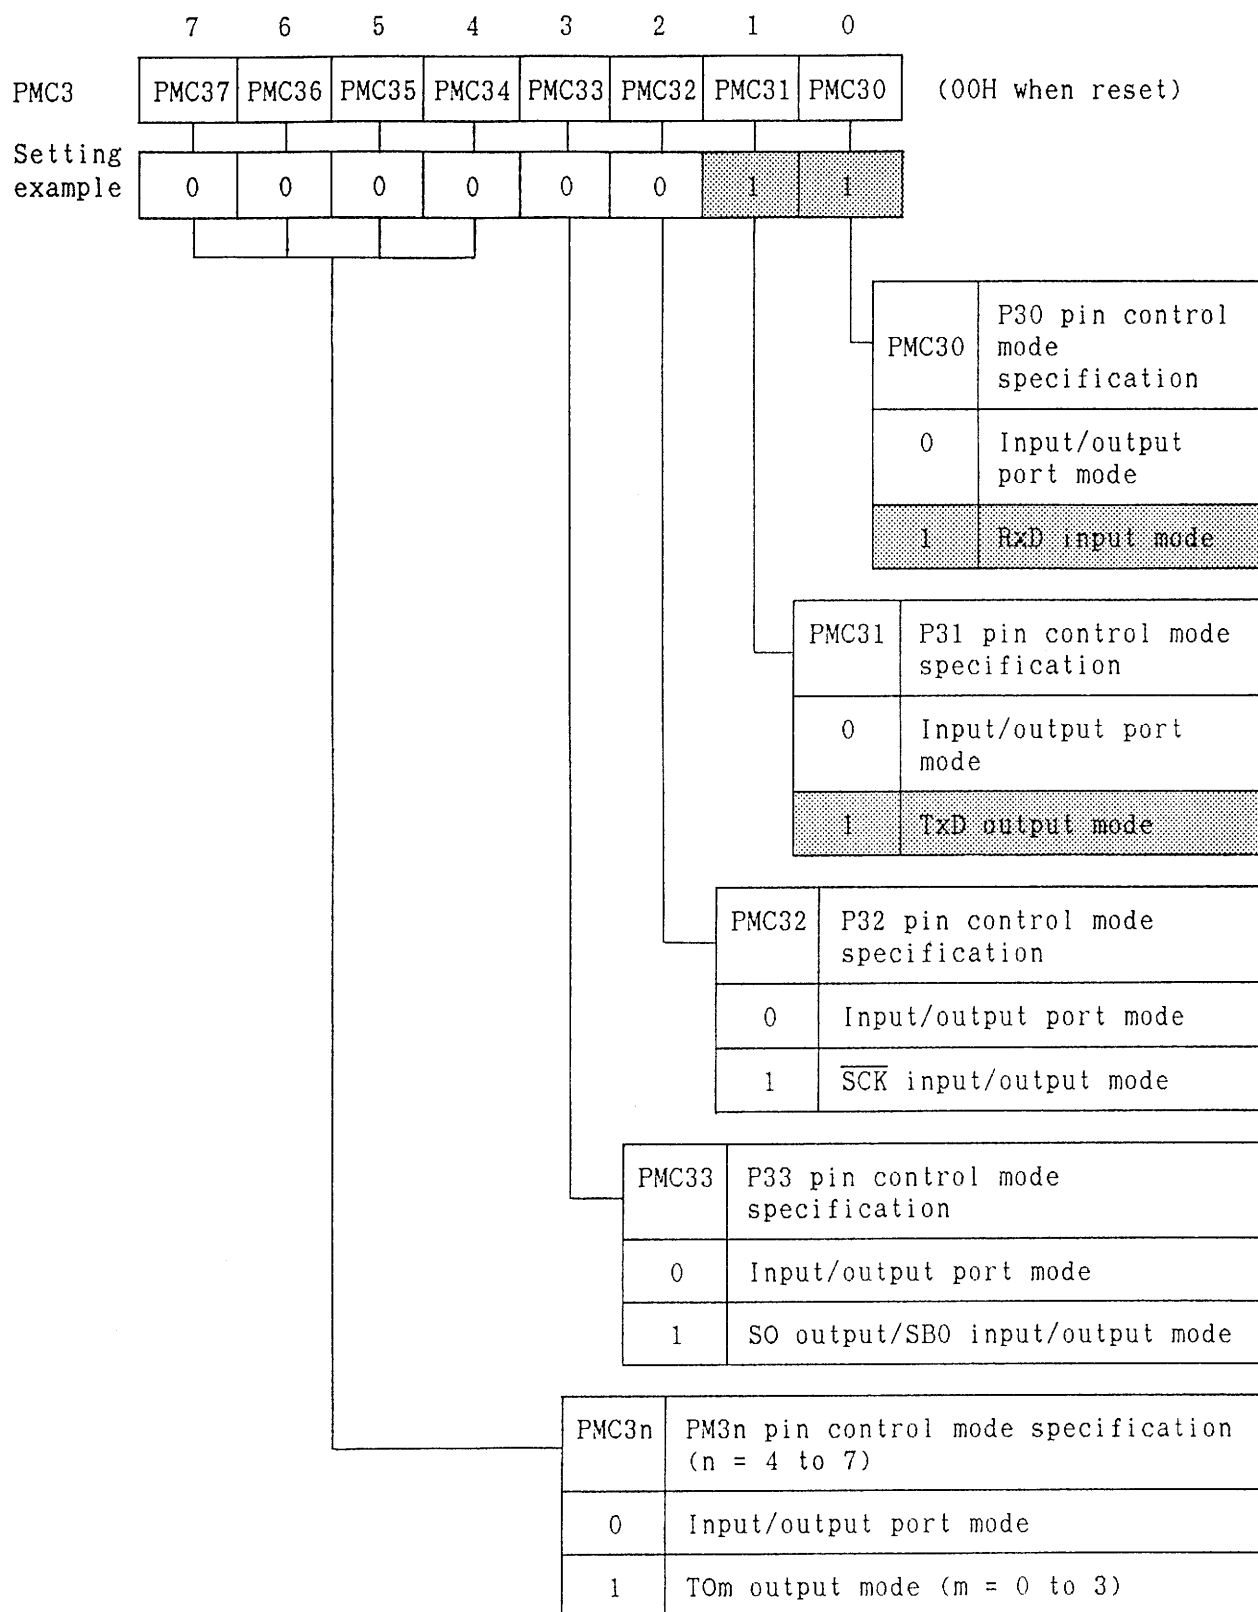 7 6 5 4 3 2 1 0
PMC3 PMC37 PMC36 PMC35 PMC34 PMC33 PMC32 PMC31 PMC30 (00H when reset)
Setting
example 0 0 0 0 0 0 1 1
PMC30 P30 pin control
mode
specification
0 Input/output
port mode
1 RxD input mode
PMC31 P31 pin control mode
specification
0 Input/output port
mode
1 TxD output mode
PMC32 P32 pin control mode
specification
0 Input/output port mode
1 S̅C̅K̅ input/output mode
PMC33 P33 pin control mode
specification
0 Input/output port mode
1 SO output/SB0 input/output mode
PMC3n PM3n pin control mode specification
(n = 4 to 7)
0 Input/output port mode
1 TOm output mode (m = 0 to 3)